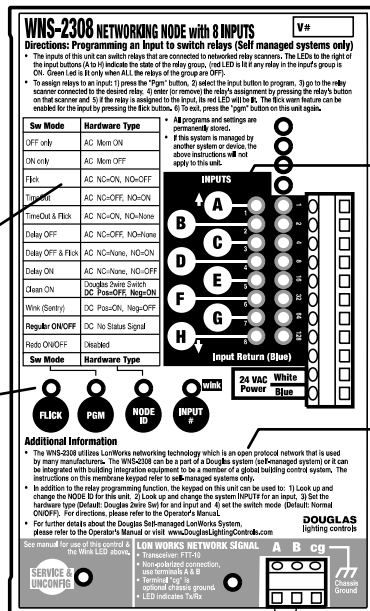 WNS-2308 NETWORKING NODE with 8 INPUTS
V#
Directions: Programming an Input to switch relays (Self managed systems only)
• The inputs of this unit can switch relays that are connected to networked relay scanners. The LEDs to the right of
the input buttons (A to H) indicate the state of the relay group, (red LED is lit if any relay in the input's group is
ON. Green Led is lit only when ALL the relays of the group are OFF).
• To assign relays to an input: 1) press the "pgm" button, 2) select the input button to program, 3) go to the relay
scanner connected to the desired relay, 4) enter (or remove) the relay's assignment by pressing the relay's button
on that scanner and 5) if the relay is assigned to the input, its red LED will be lit. The flick warn feature can be
enabled for the input by pressing the flick button. 6) To exit, press the "pgm" button on this unit again.
Sw Mode Hardware Type
OFF only AC Mom ON
ON only AC Mom OFF
Flick AC NC=ON, NO=OFF
TimeOut AC NC=OFF, NO=ON
TimeOut & Flick AC NC=ON, NO=None
Delay OFF AC NC=OFF, NO=None
Delay OFF & Flick AC NC=None, NO=ON
Delay ON AC NC=None, NO=OFF
Clean ON Douglas 2wire Switch
DC Pos=OFF, Neg=ON
Wink (Sentry) DC Pos=ON, Neg=OFF
Regular ON/OFF DC No Status Signal
Redo ON/OFF Disabled
Sw Mode Hardware Type
• All programs and settings are
permanently stored.
• If this system is managed by
another system or device, the
above instructions will not
apply to this unit.
INPUTS
A 1 1
B 2 2
C 3 4
D 4 8
E 5 16
F 6 32
G 7 64
H 8 128
Input Return (Blue)
24 VAC White
Power Blue
FLICK
PGM
NODE
ID
INPUT
#
wink
Additional Information
• The WNS-2308 utilizes LonWorks networking technology which is an open protocol network that is used
by many manufacturers. The WNS-2308 can be a part of a Douglas system (self-managed system) or it can
be integrated with building integration equipment to be a member of a global building control system. The
instructions on this membrane keypad refer to self-managed systems only.
• In addition to the relay programming function, the keypad on this unit can be used to: 1) Look up and
change the NODE ID for this unit. 2) Look up and change the system INPUT# for an input, 3) Set the
hardware type (Default: Douglas 2wire Sw) for and input and 4) set the switch mode (Default: Normal
ON/OFF). For directions, please refer to the Operator's Manual.
• For further details about the Douglas Self-managed LonWorks System,
please refer to the Operator's Manual or visit www.DouglasLightingControls.com
DOUGLAS
lighting controls
See manual for use of this control &
the Wink LED above.
SERVICE &
UNCONFIG
LON WORKS NETWORK SIGNAL
• Transceiver: FTT-10
• Non-polarized connection,
use terminals A & B
• Terminal "cg" is
optional chassis ground.
• LED indicates Tx/Rx
A B cg
Chassis
Ground